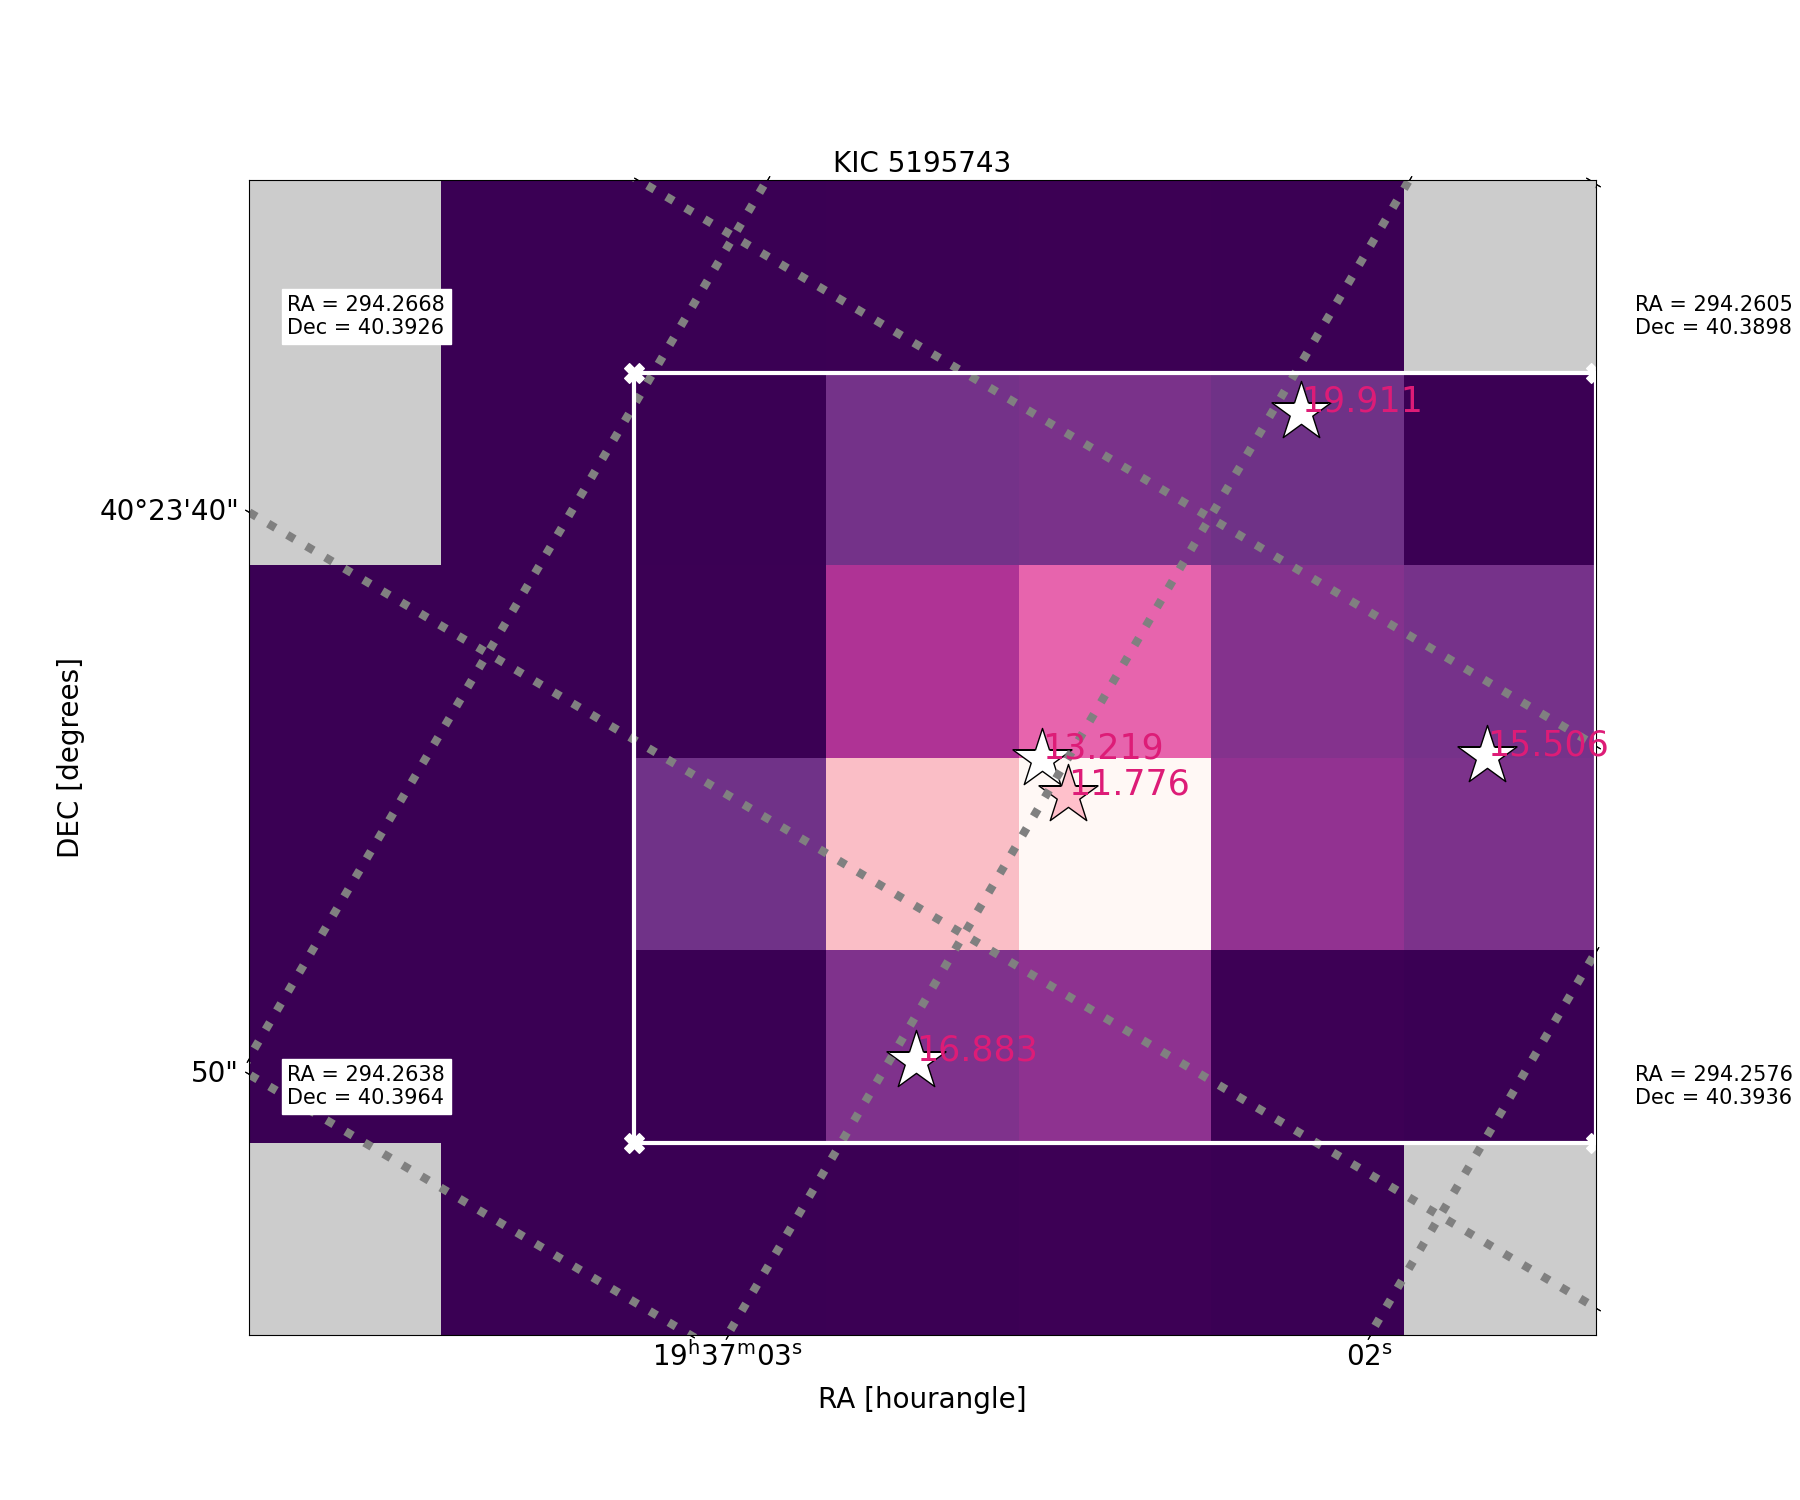 KIC 5195743
RA = 294.2668
Dec = 40.3926
RA = 294.2605
Dec = 40.3898
19.911
40°23'40"
13.219
15.506
11.776
DEC [degrees]
16.883
50"
RA = 294.2638
Dec = 40.3964
RA = 294.2576
Dec = 40.3936
19ʰ37ᵐ03ˢ
02ˢ
RA [hourangle]